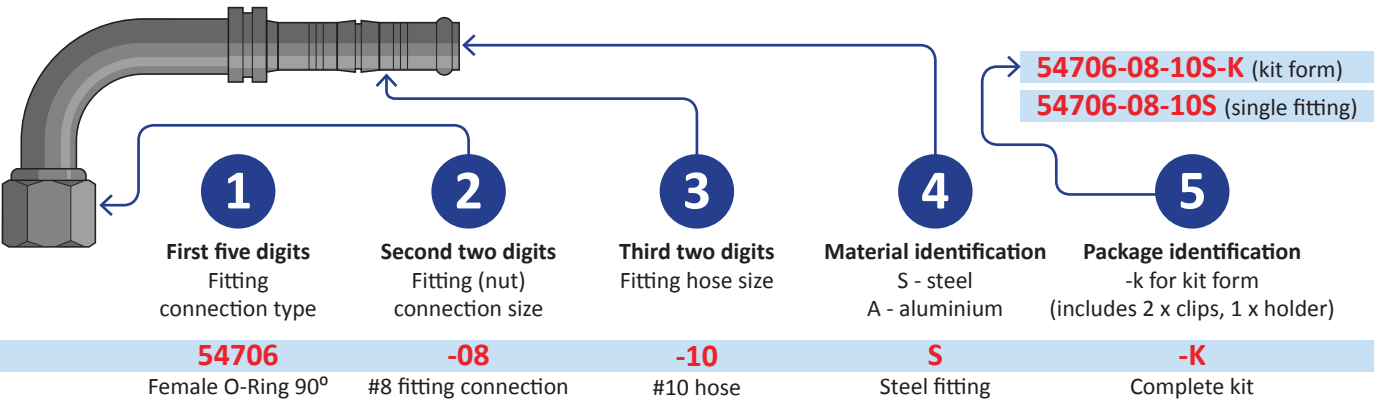 54706-08-10S-K (kit form)
54706-08-10S (single fitting)
1
2
3
4
5
First five digits
Fitting
connection type
Second two digits
Fitting (nut)
connection size
Third two digits
Fitting hose size
Material identification
S - steel
A - aluminium
Package identification
-k for kit form
(includes 2 x clips, 1 x holder)
54706
-08
-10
S
-K
Female O-Ring 90⁰
#8 fitting connection
#10 hose
Steel fitting
Complete kit